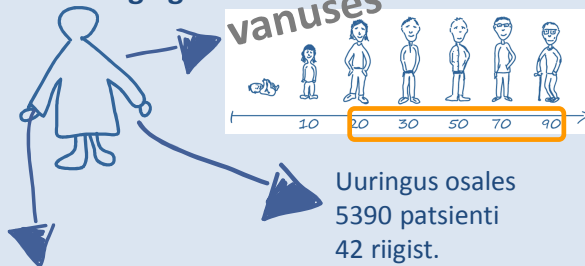 vanuses
10 20 30 50 70 90
Uuringus osales
5390 patsienti
42 riigist.